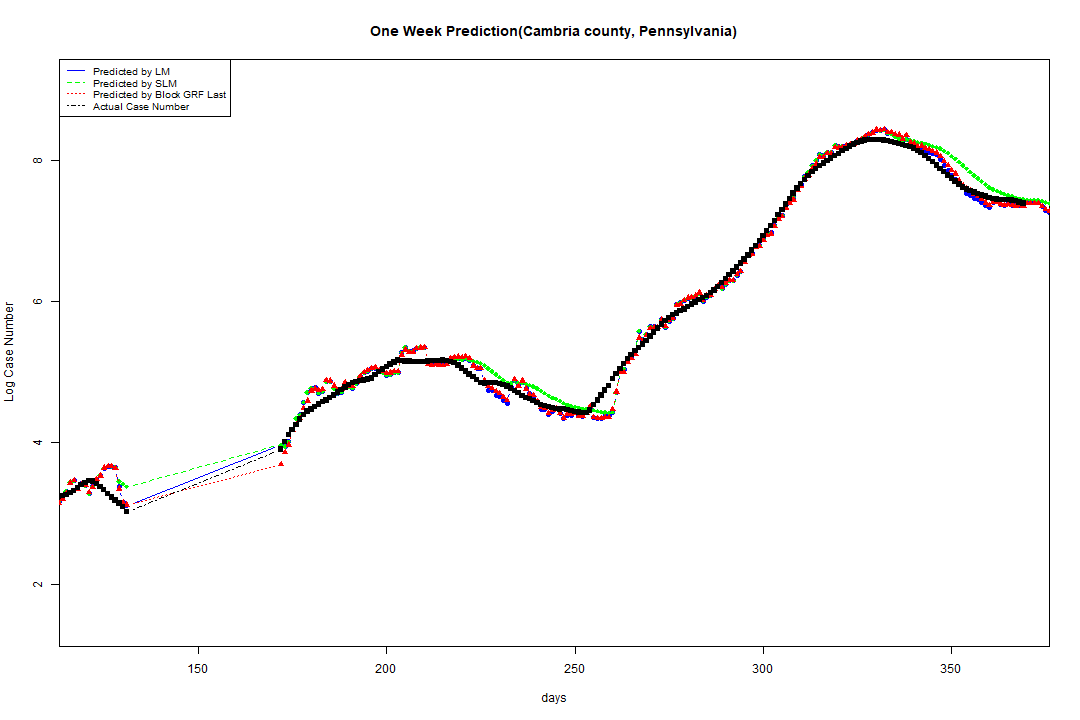 One Week Prediction(Cambria county, Pennsylvania)
Predicted by LM
Predicted by SLM
Predicted by Block GRF Last
Actual Case Number
Log Case Number
8
6
4
2
150
200
250
300
350
days